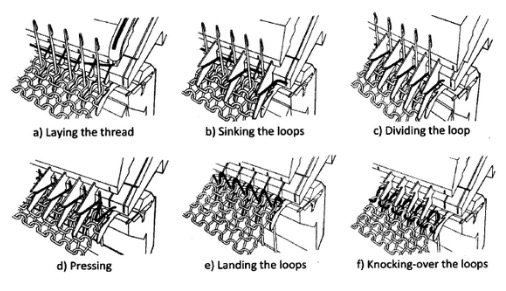 a) Laying the thread
b) Sinking the loops
c) Dividing the loop
d) Pressing
e) Landing the loops
f) Knocking-over the loops